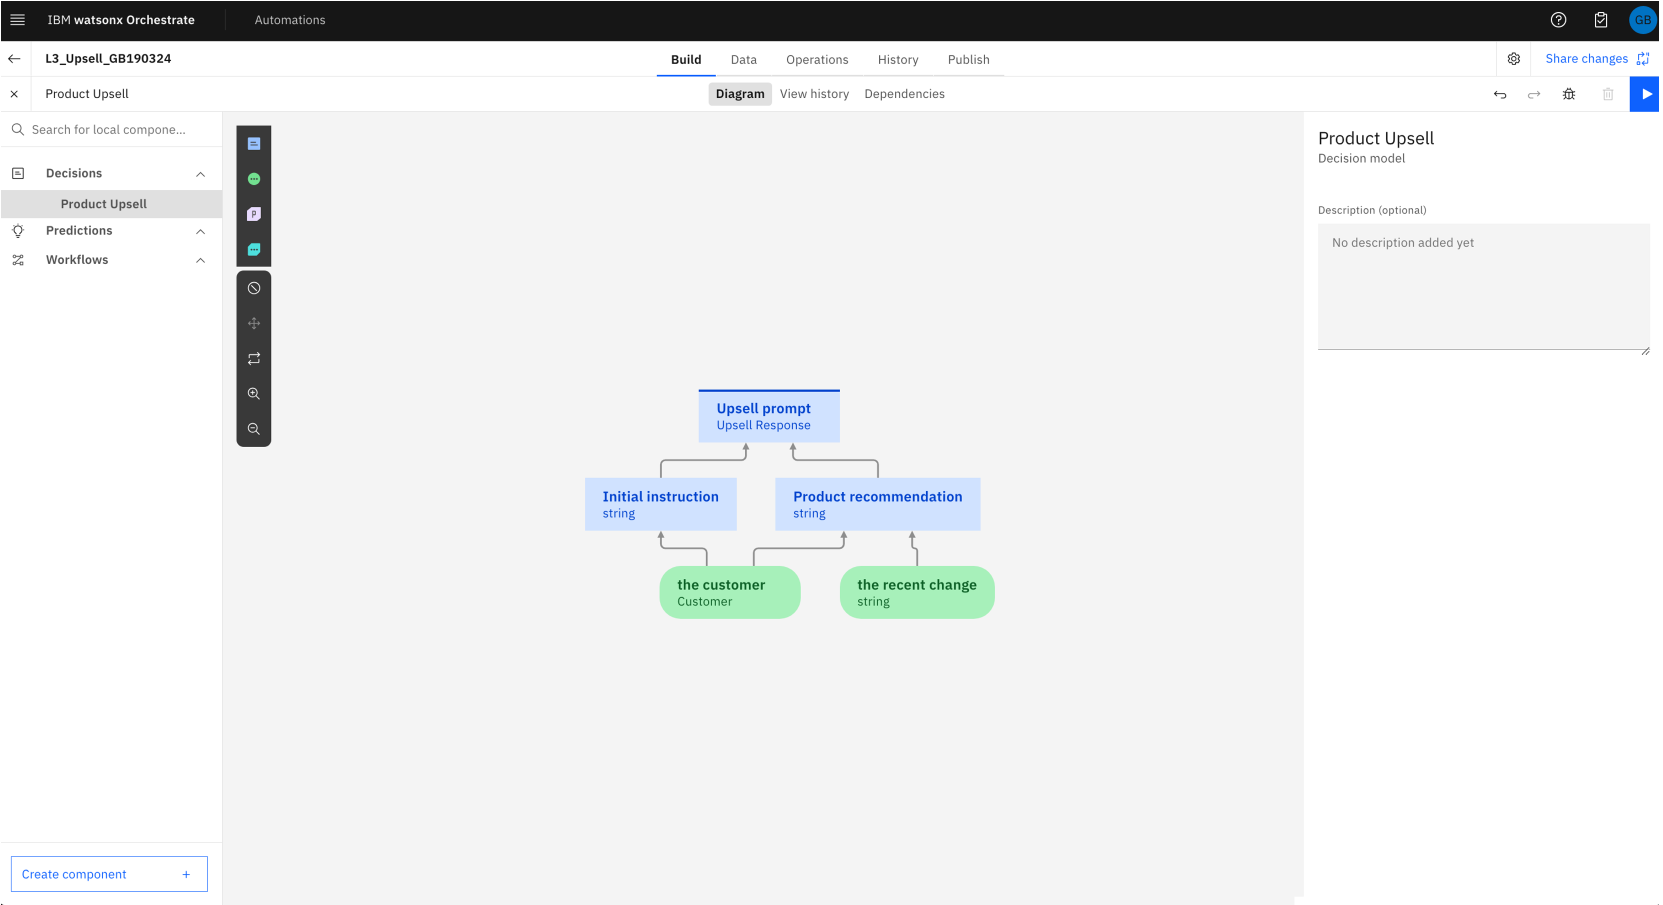 IBM watsonx Orchestrate
Automations
GB
L3_Upsell_GB190324
Build
Data
Operations
History
Publish
Share changes
Product Upsell
Diagram
View history
Dependencies
Search for local compone...
Decisions
Product Upsell
Predictions
Workflows
Create component +
p
Upsell prompt
Upsell Response
Initial instruction
string
Product recommendation
string
the customer
Customer
the recent change
string
Product Upsell
Decision model
Description (optional)
No description added yet